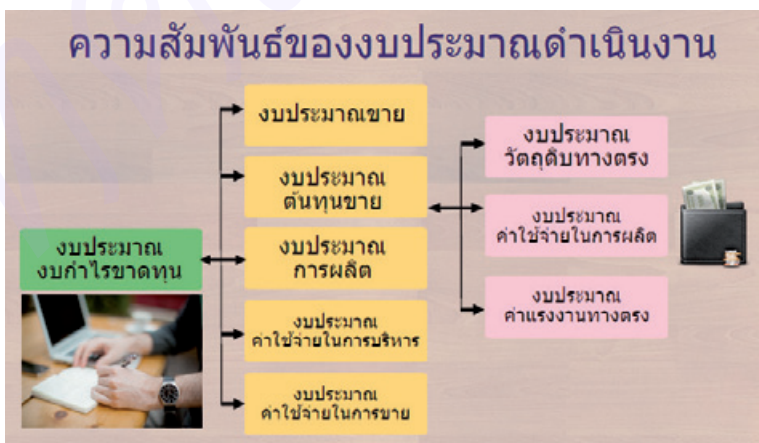 ความสัมพันธ์ของงบประมาณดำเนินงาน
งบประมาณ
งบกำไรขาดทุน
งบประมาณขาย
งบประมาณ
ต้นทุนขาย
งบประมาณ
การผลิต
งบประมาณ
ค่าใช้จ่ายในการบริหาร
งบประมาณ
ค่าใช้จ่ายในการขาย
งบประมาณ
วัตถุดิบทางตรง
งบประมาณ
ค่าใช้จ่ายในการผลิต
งบประมาณ
ค่าแรงงานทางตรง